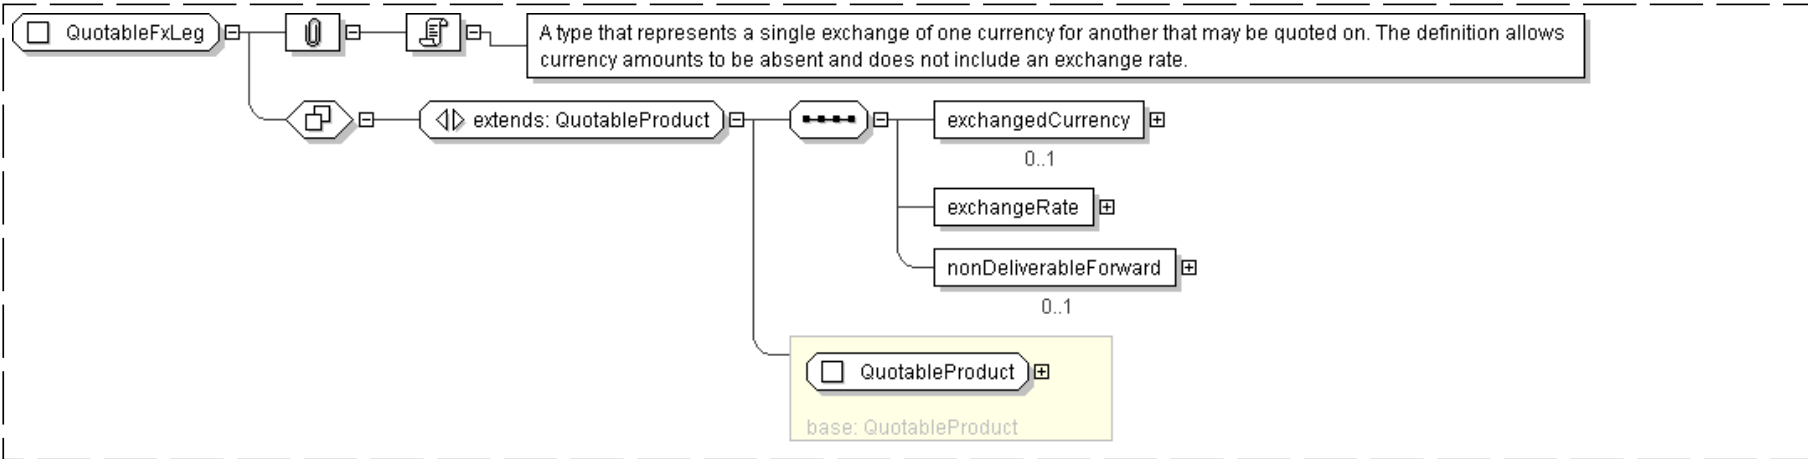 QuotableFxLeg
A type that represents a single exchange of one currency for another that may be quoted on. The definition allows
currency amounts to be absent and does not include an exchange rate.
extends: QuotableProduct
exchangedCurrency
0..1
exchangeRate
nonDeliverableForward
0..1
QuotableProduct
base: QuotableProduct